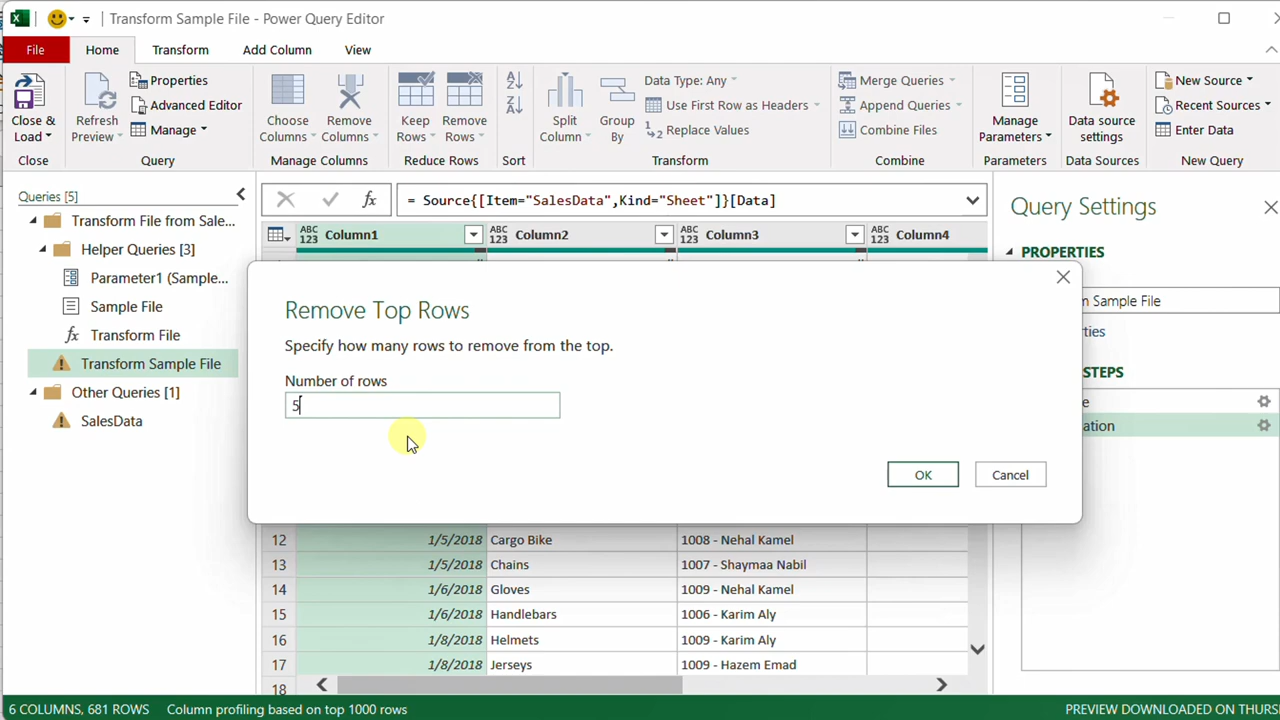 Transform Sample File - Power Query Editor
File
Home
Transform
Add Column
View
Close &
Load
Close
Refresh
Preview
Properties
Advanced Editor
Manage
Query
Choose
Columns
Remove
Columns
Manage Columns
Keep
Rows
Remove
Rows
Reduce Rows
Sort
Split
Column
Group
By
Data Type: Any
Use First Row as Headers
Replace Values
Transform
Merge Queries
Append Queries
Combine Files
Combine
Manage
Parameters
Parameters
Data source
settings
Data Sources
New Source
Recent Sources
Enter Data
New Query
Queries [5]
Transform File from Sale...
Helper Queries [3]
Parameter1 (Sample...
Sample File
Transform File
Transform Sample File
Other Queries [1]
SalesData
= Source{[Item="SalesData",Kind="Sheet"]}[Data]
ABC 123 Column1
ABC 123 Column2
ABC 123 Column3
ABC 123 Column4
Remove Top Rows
Specify how many rows to remove from the top.
Number of rows
5
OK
Cancel
12 1/5/2018 Cargo Bike 1008 - Nehal Kamel
13 1/5/2018 Chains 1007 - Shaymaa Nabil
14 1/6/2018 Gloves 1009 - Nehal Kamel
15 1/6/2018 Handlebars 1006 - Karim Aly
16 1/8/2018 Helmets 1009 - Karim Aly
17 1/8/2018 Jerseys 1009 - Hazem Emad
18
Query Settings
PROPERTIES
m Sample File
rties
STEPS
e
ation
6 COLUMNS, 681 ROWS
Column profiling based on top 1000 rows
PREVIEW DOWNLOADED ON THURS